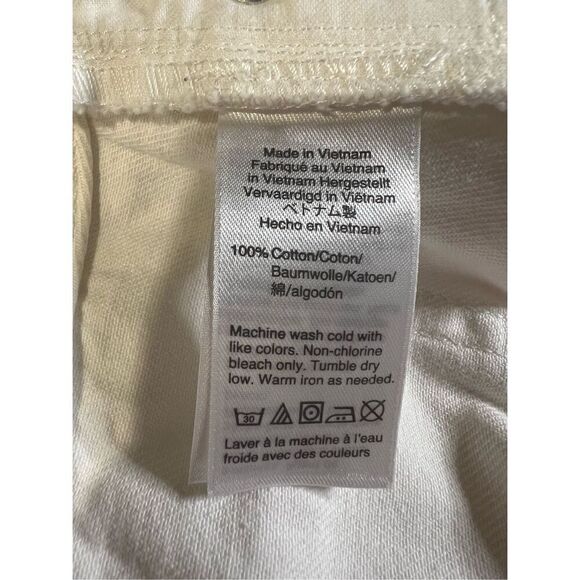 Made in Vietnam
Fabriqué au Vietnam
in Vietnam Hergestellt
Vervaardigd in Viêtnam
ベトナム製
Hecho en Vietnam
100% Cotton/Coton/
Baumwolle/Katoen/
綿/algodón
Machine wash cold with
like colors. Non-chlorine
bleach only. Tumble dry
low. Warm iron as needed.
30
Laver à la machine à l'eau
froide avec des couleurs